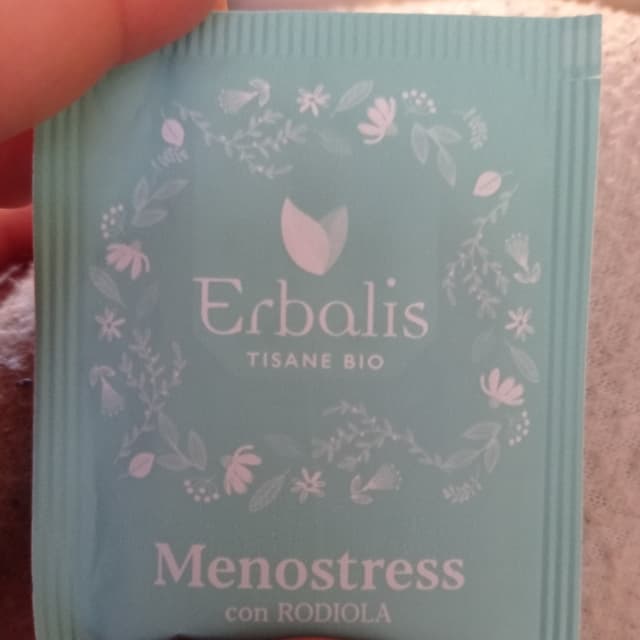 Erbalis
TISANE BIO
Menostress
con RODIOLA